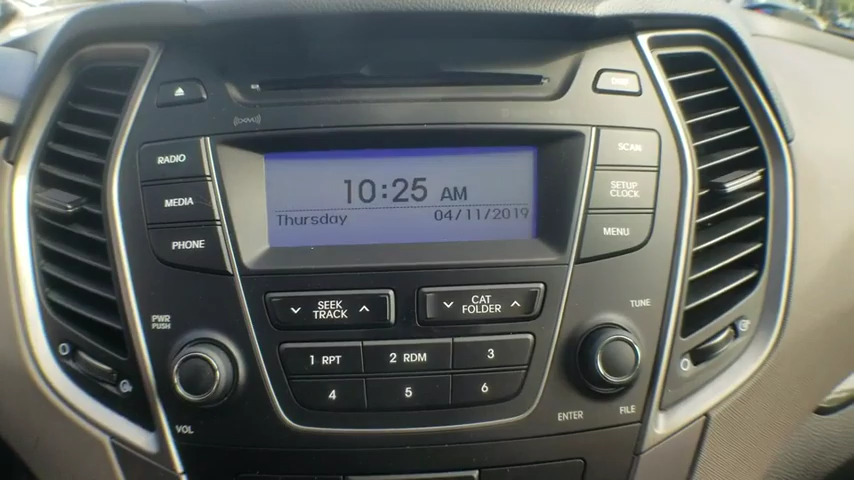 ((XM))
RADIO
MEDIA
PHONE
10:25 AM
Thursday 04/11/2019
SCAN
SETUP
CLOCK
MENU
SEEK
TRACK
CAT
FOLDER
PWR
PUSH
TUNE
1 RPT
2 RDM
3
4
5
6
VOL
ENTER
FILE